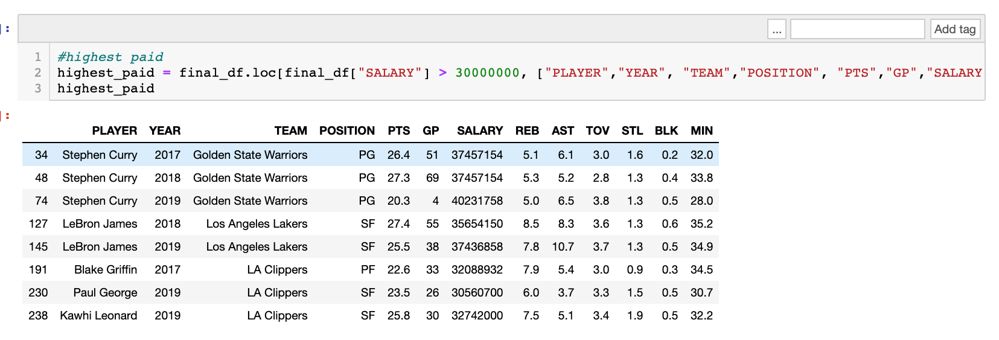 ]:
... Add tag
1 #highest paid
2 highest_paid = final_df.loc[final_df["SALARY"] > 30000000, ["PLAYER","YEAR", "TEAM","POSITION", "PTS","GP","SALARY
3 highest_paid
]:
PLAYER YEAR TEAM POSITION PTS GP SALARY REB AST TOV STL BLK MIN
34 Stephen Curry 2017 Golden State Warriors PG 26.4 51 37457154 5.1 6.1 3.0 1.6 0.2 32.0
48 Stephen Curry 2018 Golden State Warriors PG 27.3 69 37457154 5.3 5.2 2.8 1.3 0.4 33.8
74 Stephen Curry 2019 Golden State Warriors PG 20.3 4 40231758 5.0 6.5 3.8 1.3 0.5 28.0
127 LeBron James 2018 Los Angeles Lakers SF 27.4 55 35654150 8.5 8.3 3.6 1.3 0.6 35.2
145 LeBron James 2019 Los Angeles Lakers SF 25.5 38 37436858 7.8 10.7 3.7 1.3 0.5 34.9
191 Blake Griffin 2017 LA Clippers PF 22.6 33 32088932 7.9 5.4 3.0 0.9 0.3 34.5
230 Paul George 2019 LA Clippers SF 23.5 26 30560700 6.0 3.7 3.3 1.5 0.5 30.7
238 Kawhi Leonard 2019 LA Clippers SF 25.8 30 32742000 7.5 5.1 3.4 1.9 0.5 32.2